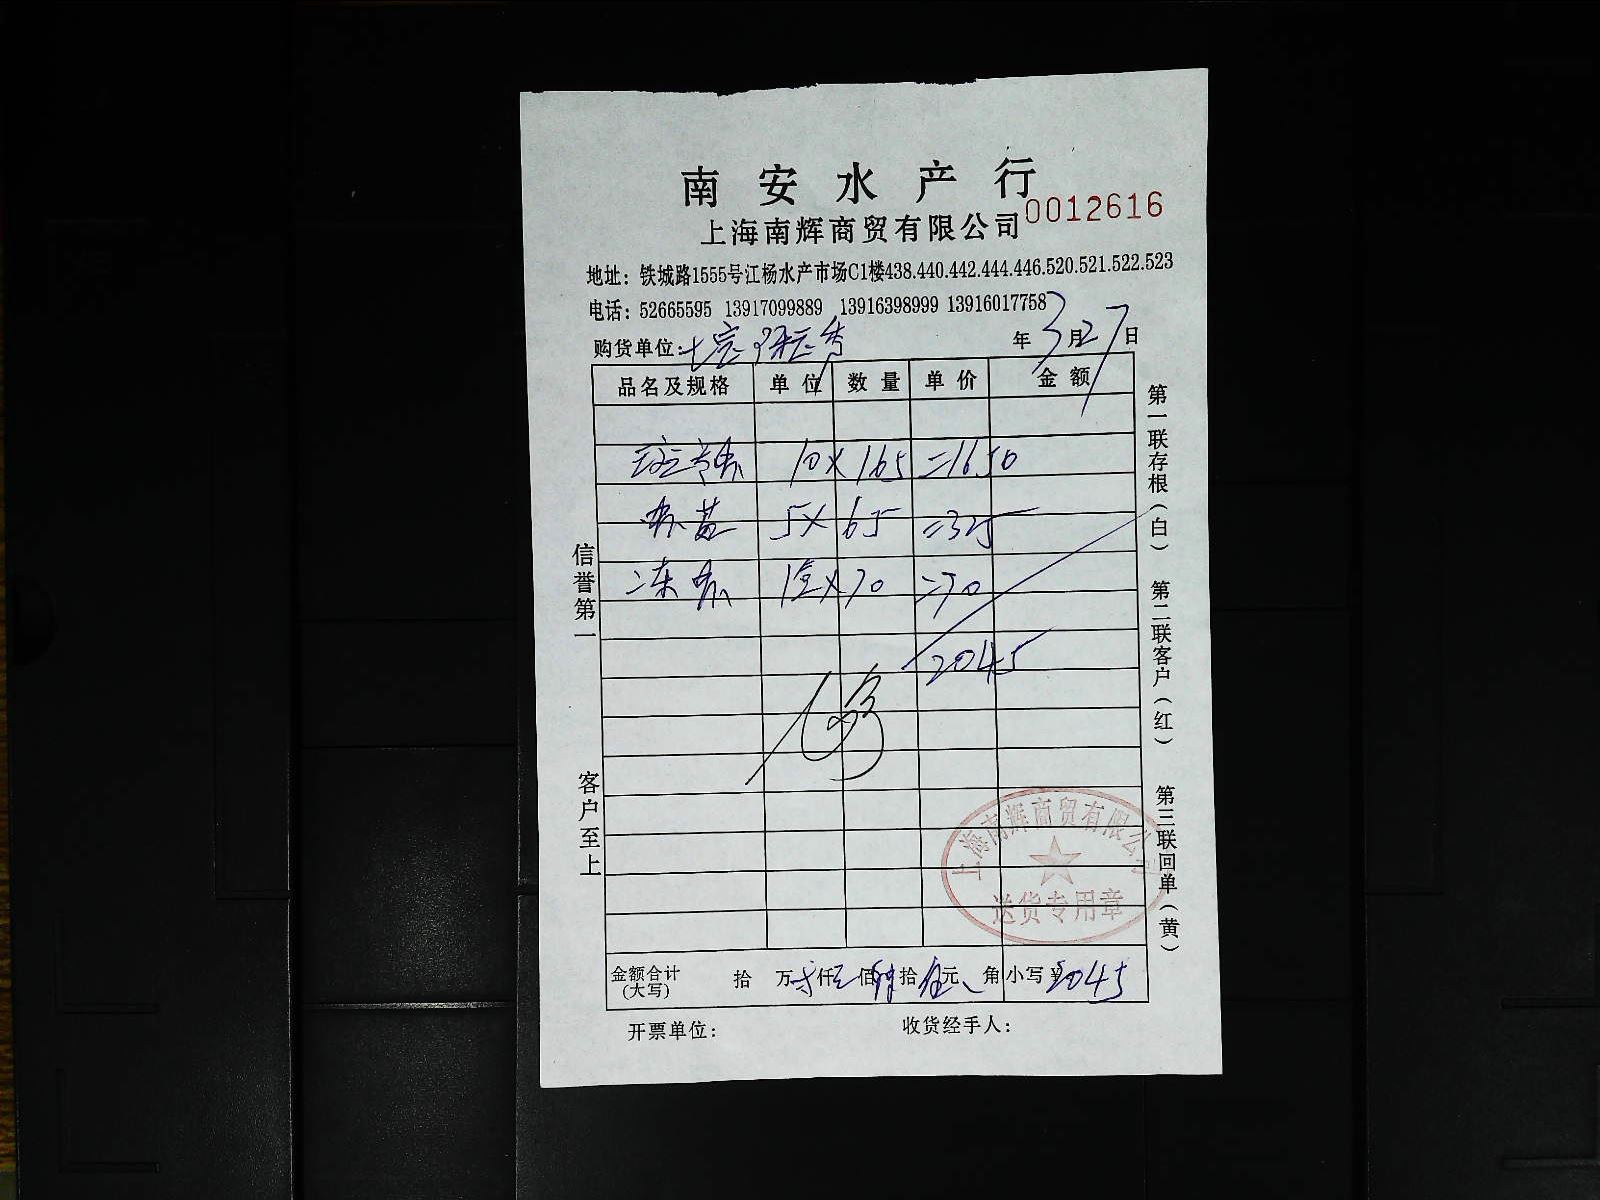 南安水产行
上海南辉商贸有限公司 0012616
地址：铁城路1555号江杨水产市场C1楼438.440.442.444.446.520.521.522.523
电话：52665595 13917099889 13916398999 13916017758
购货单位： 年3月27日
品名及规格 单位 数量 单价 金额
10×165=1650
5×65=325
冻 1×70=70
2045
金额合计(大写) 拾 万 仟 佰 拾 元 角 小写¥2045
开票单位： 收货经手人：
信誉第一
客户至上
第一联存根(白) 第二联客户(红) 第三联回单(黄)
上海南辉商贸有限公司
送货专用章